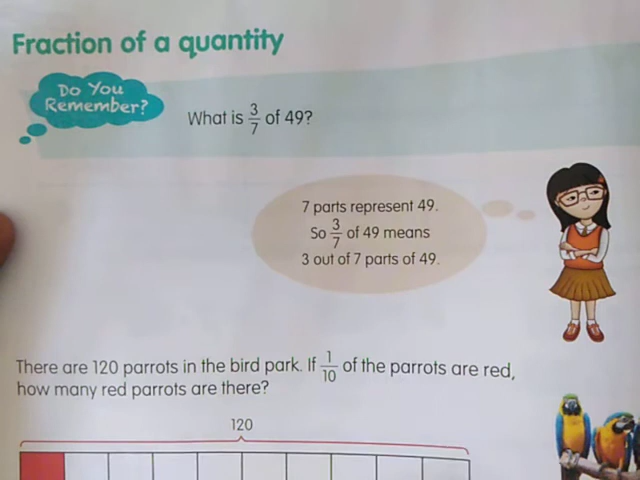 Fraction of a quantity
Do You
Remember?
What is 3/7 of 49?
7 parts represent 49.
So 3/7 of 49 means
3 out of 7 parts of 49.
There are 120 parrots in the bird park. If 1/10 of the parrots are red,
how many red parrots are there?
120